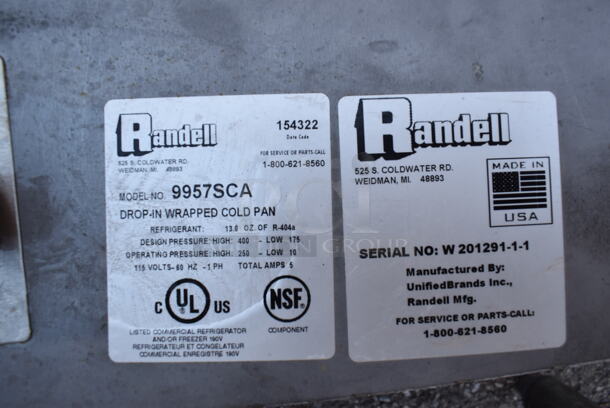 Randell
154322
Date Code
525 S. COLDWATER RD.
WEIDMAN, MI. 48893
FOR SERVICE OR PARTS-CALL
1-800-621-8560
MODEL NO. 9957SCA
DROP-IN WRAPPED COLD PAN
REFRIGERANT: 13.0 OZ. OF R-404a
DESIGN PRESSURE: HIGH: 400 - LOW 175
OPERATING PRESSURE: HIGH: 250 - LOW 10
115 VOLTS-60 HZ -1 PH TOTAL AMPS 5
C UL US
NSF
LISTED COMMERCIAL REFRIGERATOR
AND/OR FREEZER 190V
REFRIGERATEUR ET CONGELATEUR
COMMERCIAL ENREGISTRE 190V
COMPONENT
Randell
525 S. COLDWATER RD.
WEIDMAN, MI. 48893
MADE IN
USA
SERIAL NO: W 201291-1-1
Manufactured By:
UnifiedBrands Inc.,
Randell Mfg.
FOR SERVICE OR PARTS-CALL:
1-800-621-8560